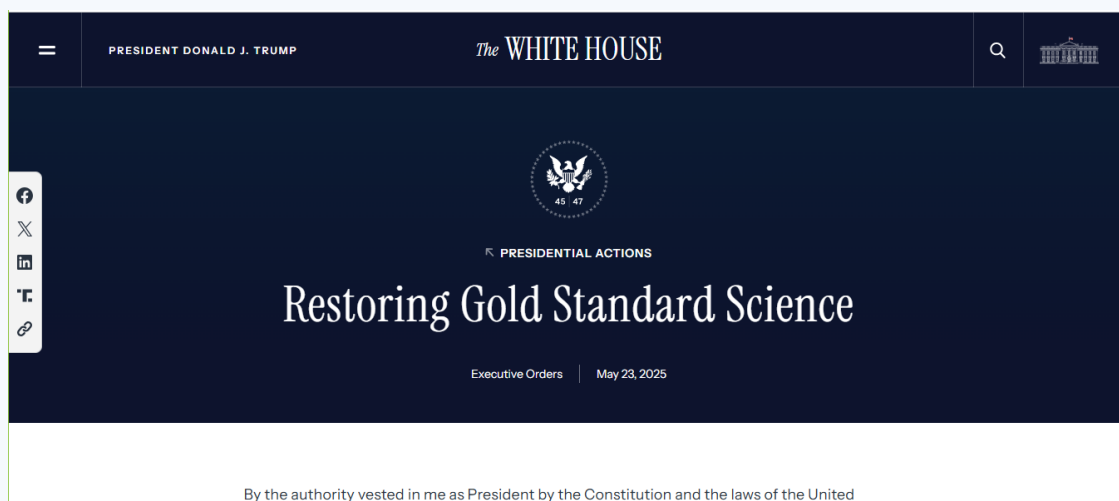 PRESIDENT DONALD J. TRUMP
The WHITE HOUSE
45 47
PRESIDENTIAL ACTIONS
Restoring Gold Standard Science
Executive Orders
May 23, 2025
By the authority vested in me as President by the Constitution and the laws of the United